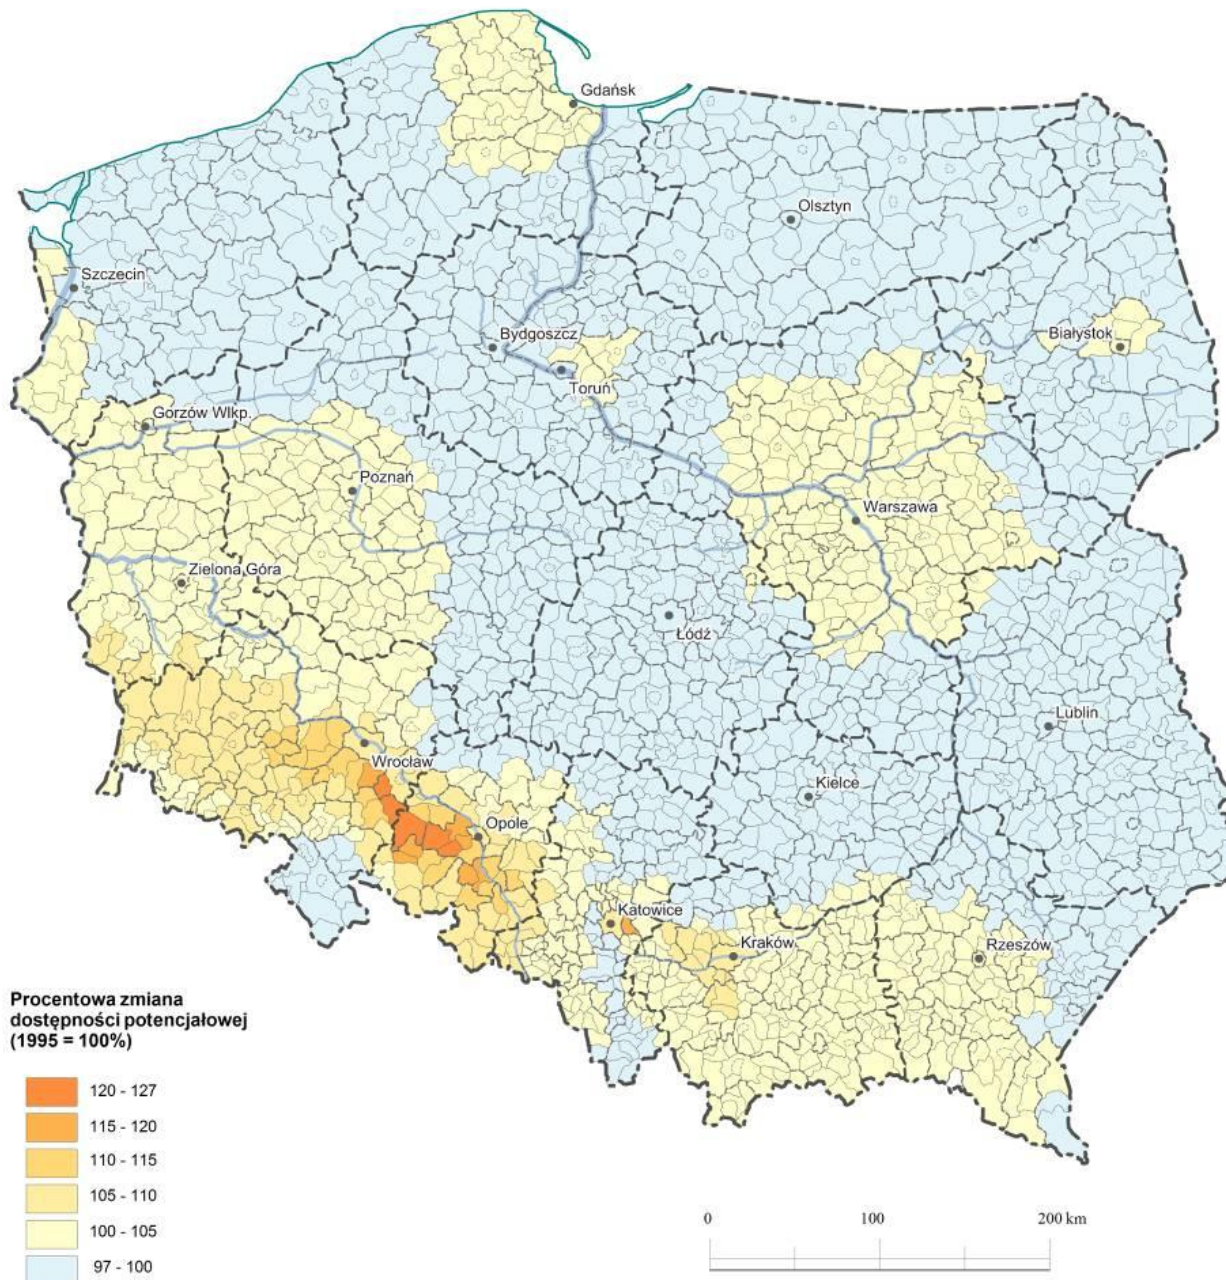 Gdańsk
Olsztyn
Szczecin
Białystok
Bydgoszcz
Toruń
Gorzów Wlkp.
Poznań
Warszawa
Zielona Góra
Łódź
Lublin
Wrocław
Kielce
Opole
Katowice
Kraków
Rzeszów
Procentowa zmiana
dostępności potencjałowej
(1995 = 100%)
120 - 127
115 - 120
110 - 115
105 - 110
100 - 105
97 - 100
0 100 200 km